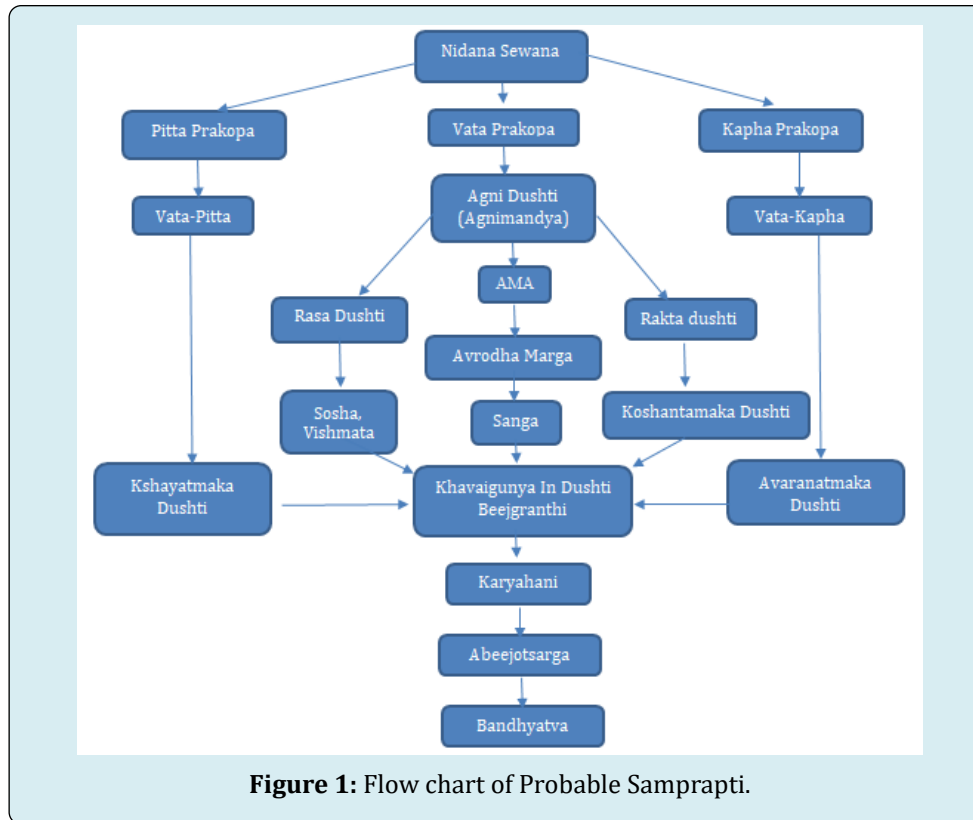 Nidana Sewana
Pitta Prakopa
Vata Prakopa
Kapha Prakopa
Vata-Pitta
Agni Dushti
(Agnimandya)
Vata-Kapha
AMA
Rasa Dushti
Rakta dushti
Avrodha Marga
Sosha,
Vishmata
Sanga
Koshantamaka Dushti
Kshayatmaka
Dushti
Khavaigunya In Dushti
Beejgranthi
Avaranatmaka
Dushti
Karyahani
Abeejotsarga
Bandhyatva
Figure 1: Flow chart of Probable Samprapti.